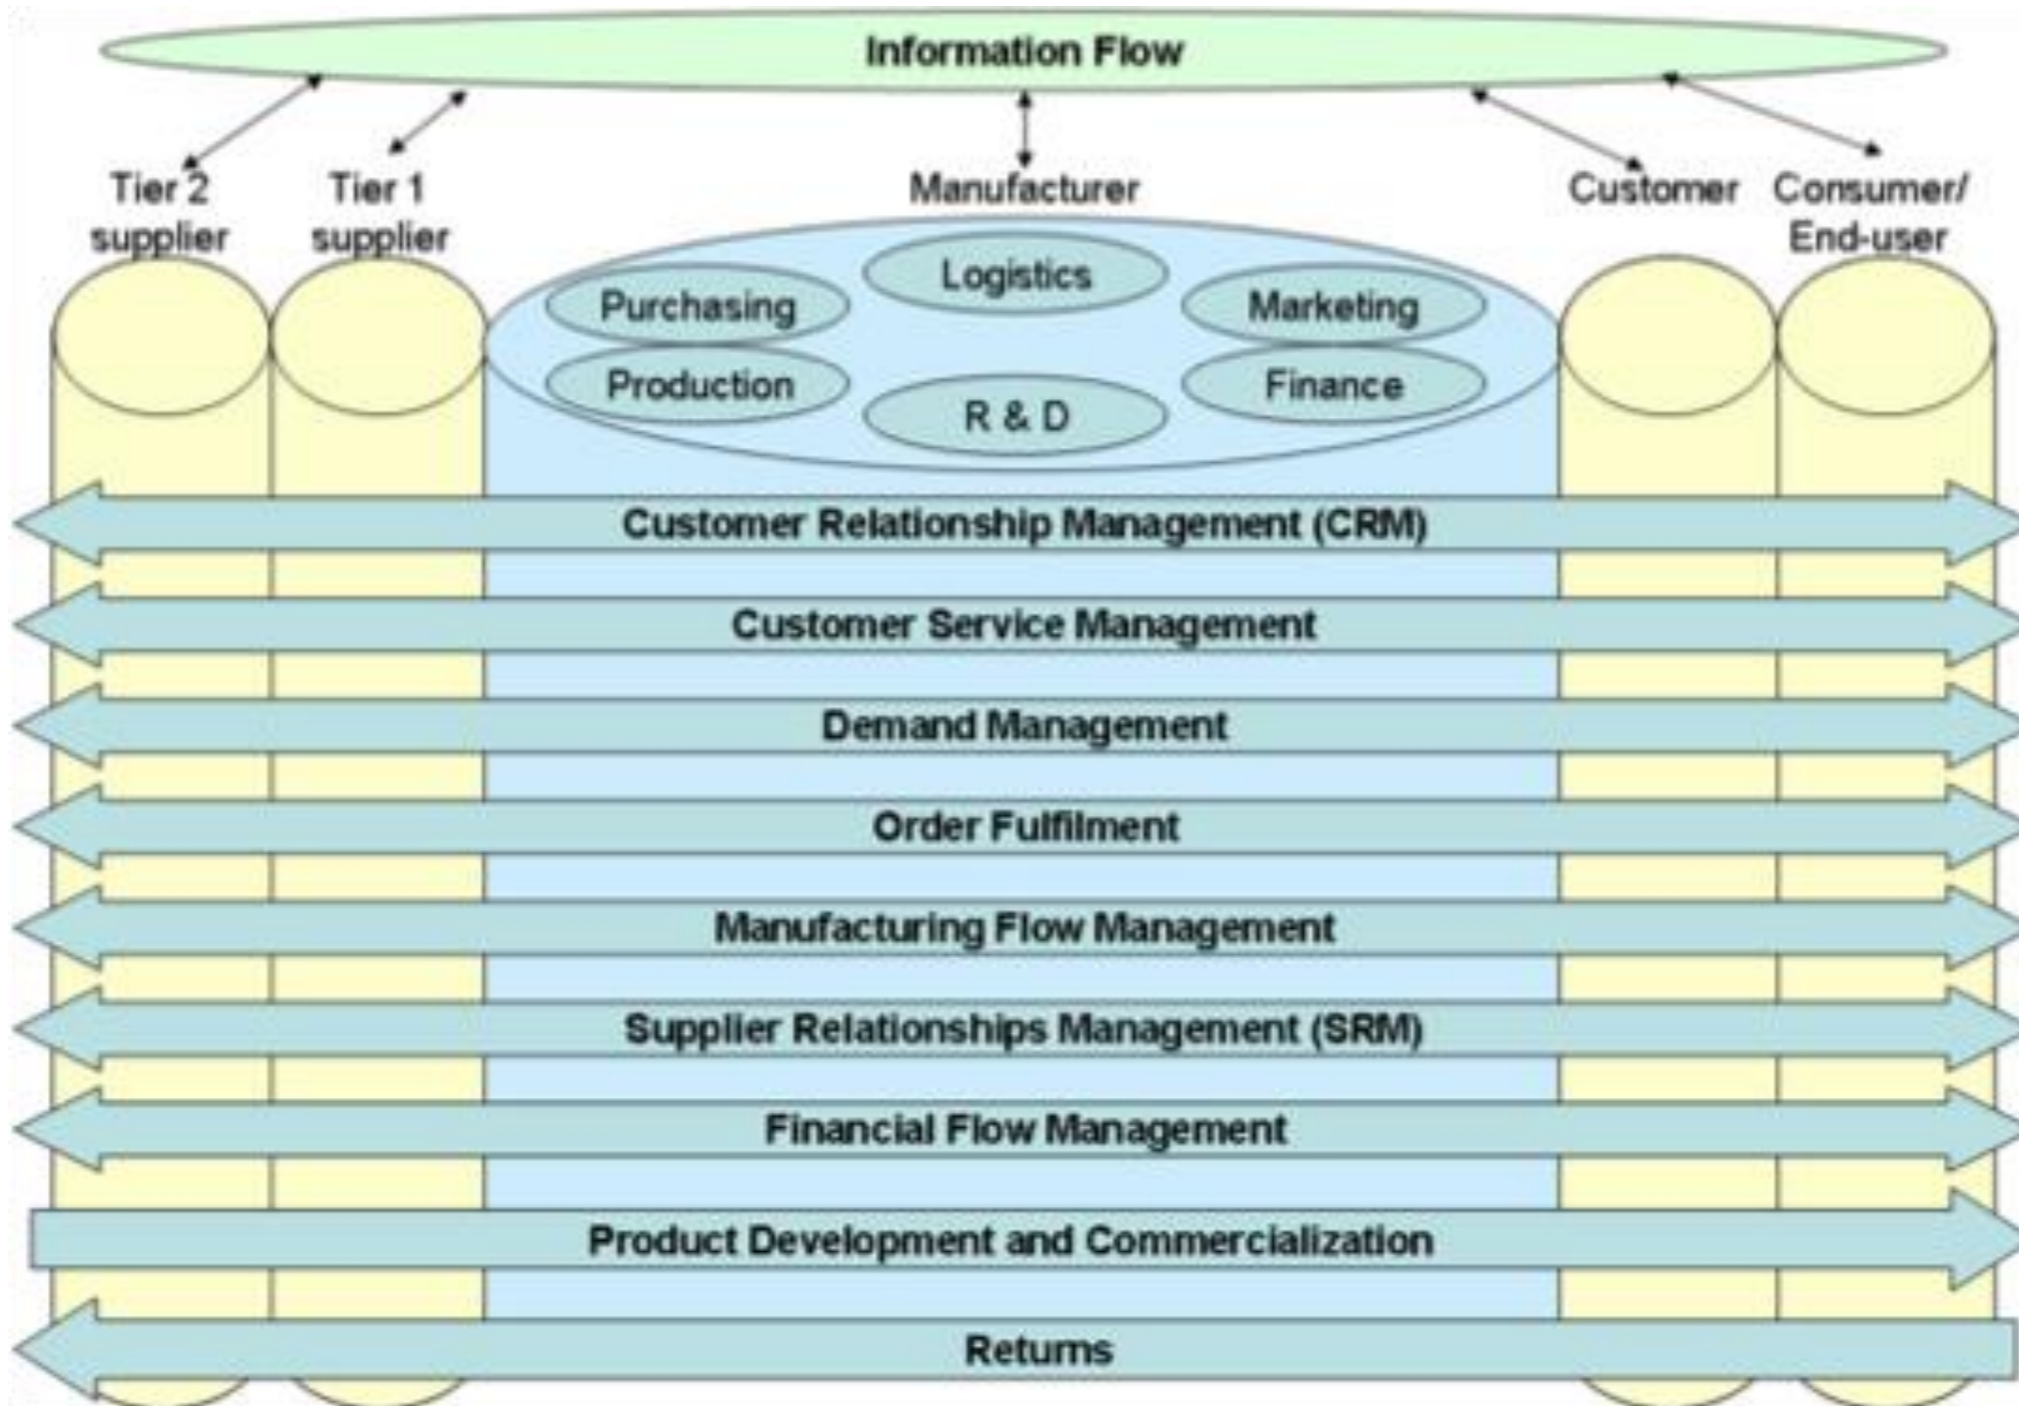 Information Flow
Tier 2
supplier
Tier 1
supplier
Manufacturer
Customer
Consumer/
End-user
Logistics
Purchasing
Marketing
Production
R & D
Finance
Customer Relationship Management (CRM)
Customer Service Management
Demand Management
Order Fulfilment
Manufacturing Flow Management
Supplier Relationships Management (SRM)
Financial Flow Management
Product Development and Commercialization
Returns